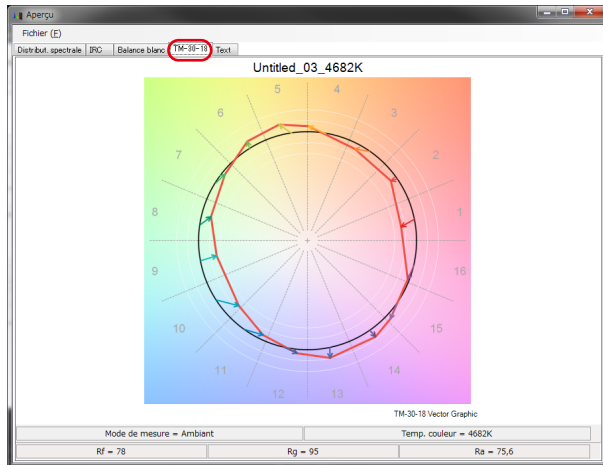 Aperçu
Fichier (F)
Distribut. spectrale IRC Balance blanc TM-30-18 Text
Untitled_03_4682K
5 4
6 3
7 2
8 1
9 16
10 15
11 14
12 13
TM-30-18 Vector Graphic
Mode de mesure = Ambiant Temp. couleur = 4682K
Rf = 78 Rg = 95 Ra = 75,6